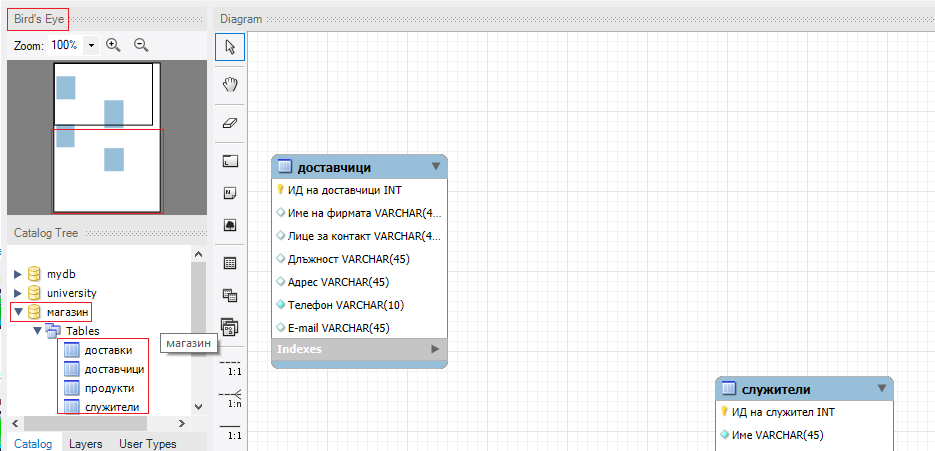 Bird's Eye
Zoom: 100%
Catalog Tree
mydb
university
магазин
Tables
доставки
доставчици
продукти
служители
магазин
Catalog
Layers
User Types
Diagram
N
1:1
1:n
1:1
доставчици
ИД на доставчици INT
Име на фирмата VARCHAR(4...
Лице за контакт VARCHAR(4...
Длъжност VARCHAR(45)
Адрес VARCHAR(45)
Телефон VARCHAR(10)
E-mail VARCHAR(45)
Indexes
служители
ИД на служител INT
Име VARCHAR(45)